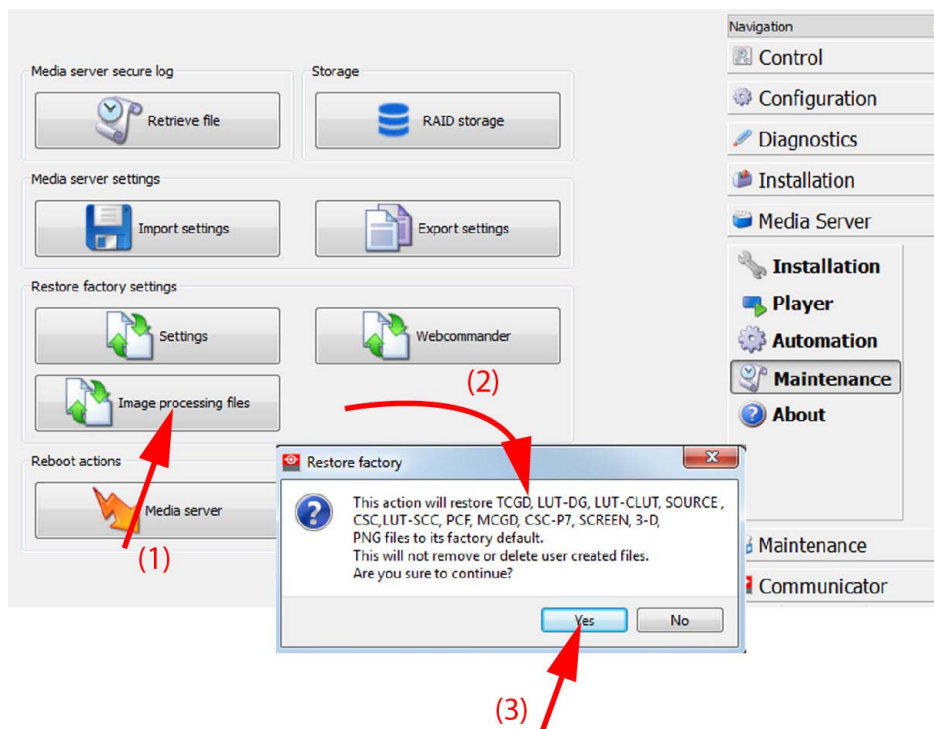 Navigation
Media server secure log
Retrieve file
Storage
RAID storage
Media server settings
Import settings
Export settings
Restore factory settings
Settings
Webcommander
Image processing files
(2)
Reboot actions
Media server
(1)
Restore factory
This action will restore TCGD, LUT-DG, LUT-CLUT, SOURCE ,
CSC,LUT-SCC, PCF, MCGD, CSC-P7, SCREEN, 3-D,
PNG files to its factory default.
This will not remove or delete user created files.
Are you sure to continue?
Yes
No
(3)
Control
Configuration
Diagnostics
Installation
Media Server
Installation
Player
Automation
Maintenance
About
Maintenance
Communicator